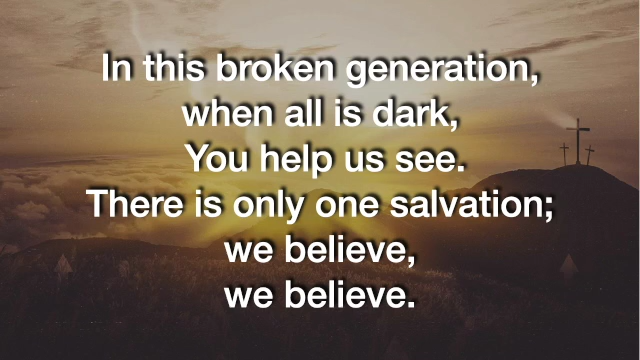 In this broken generation,
when all is dark,
You help us see.
There is only one salvation;
we believe,
we believe.